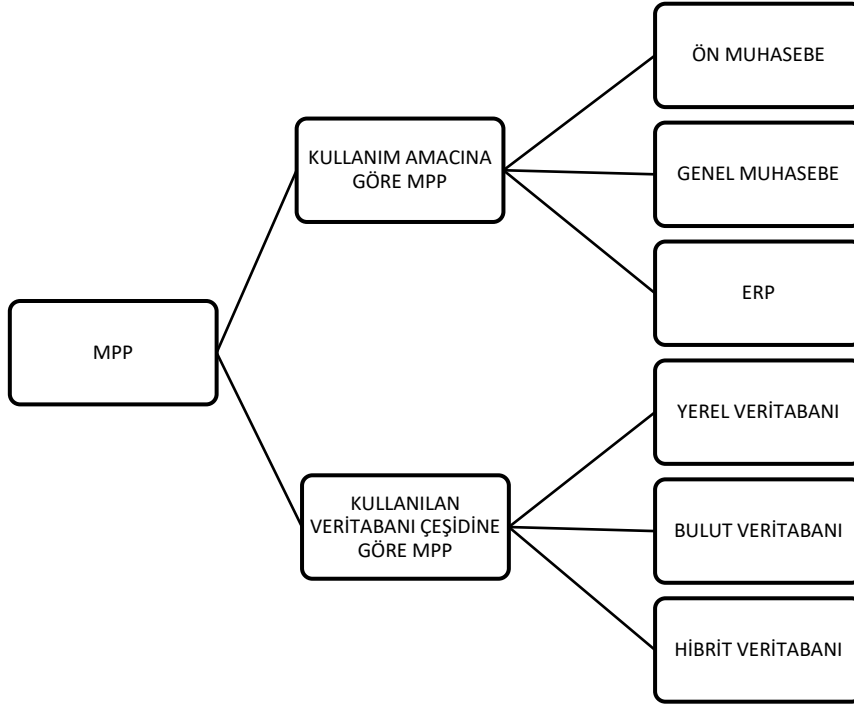 MPP
KULLANIM AMACINA
GÖRE MPP
ÖN MUHASEBE
GENEL MUHASEBE
ERP
KULLANILAN
VERİTABANI ÇEŞİDİNE
GÖRE MPP
YEREL VERİTABANI
BULUT VERİTABANI
HİBRİT VERİTABANI